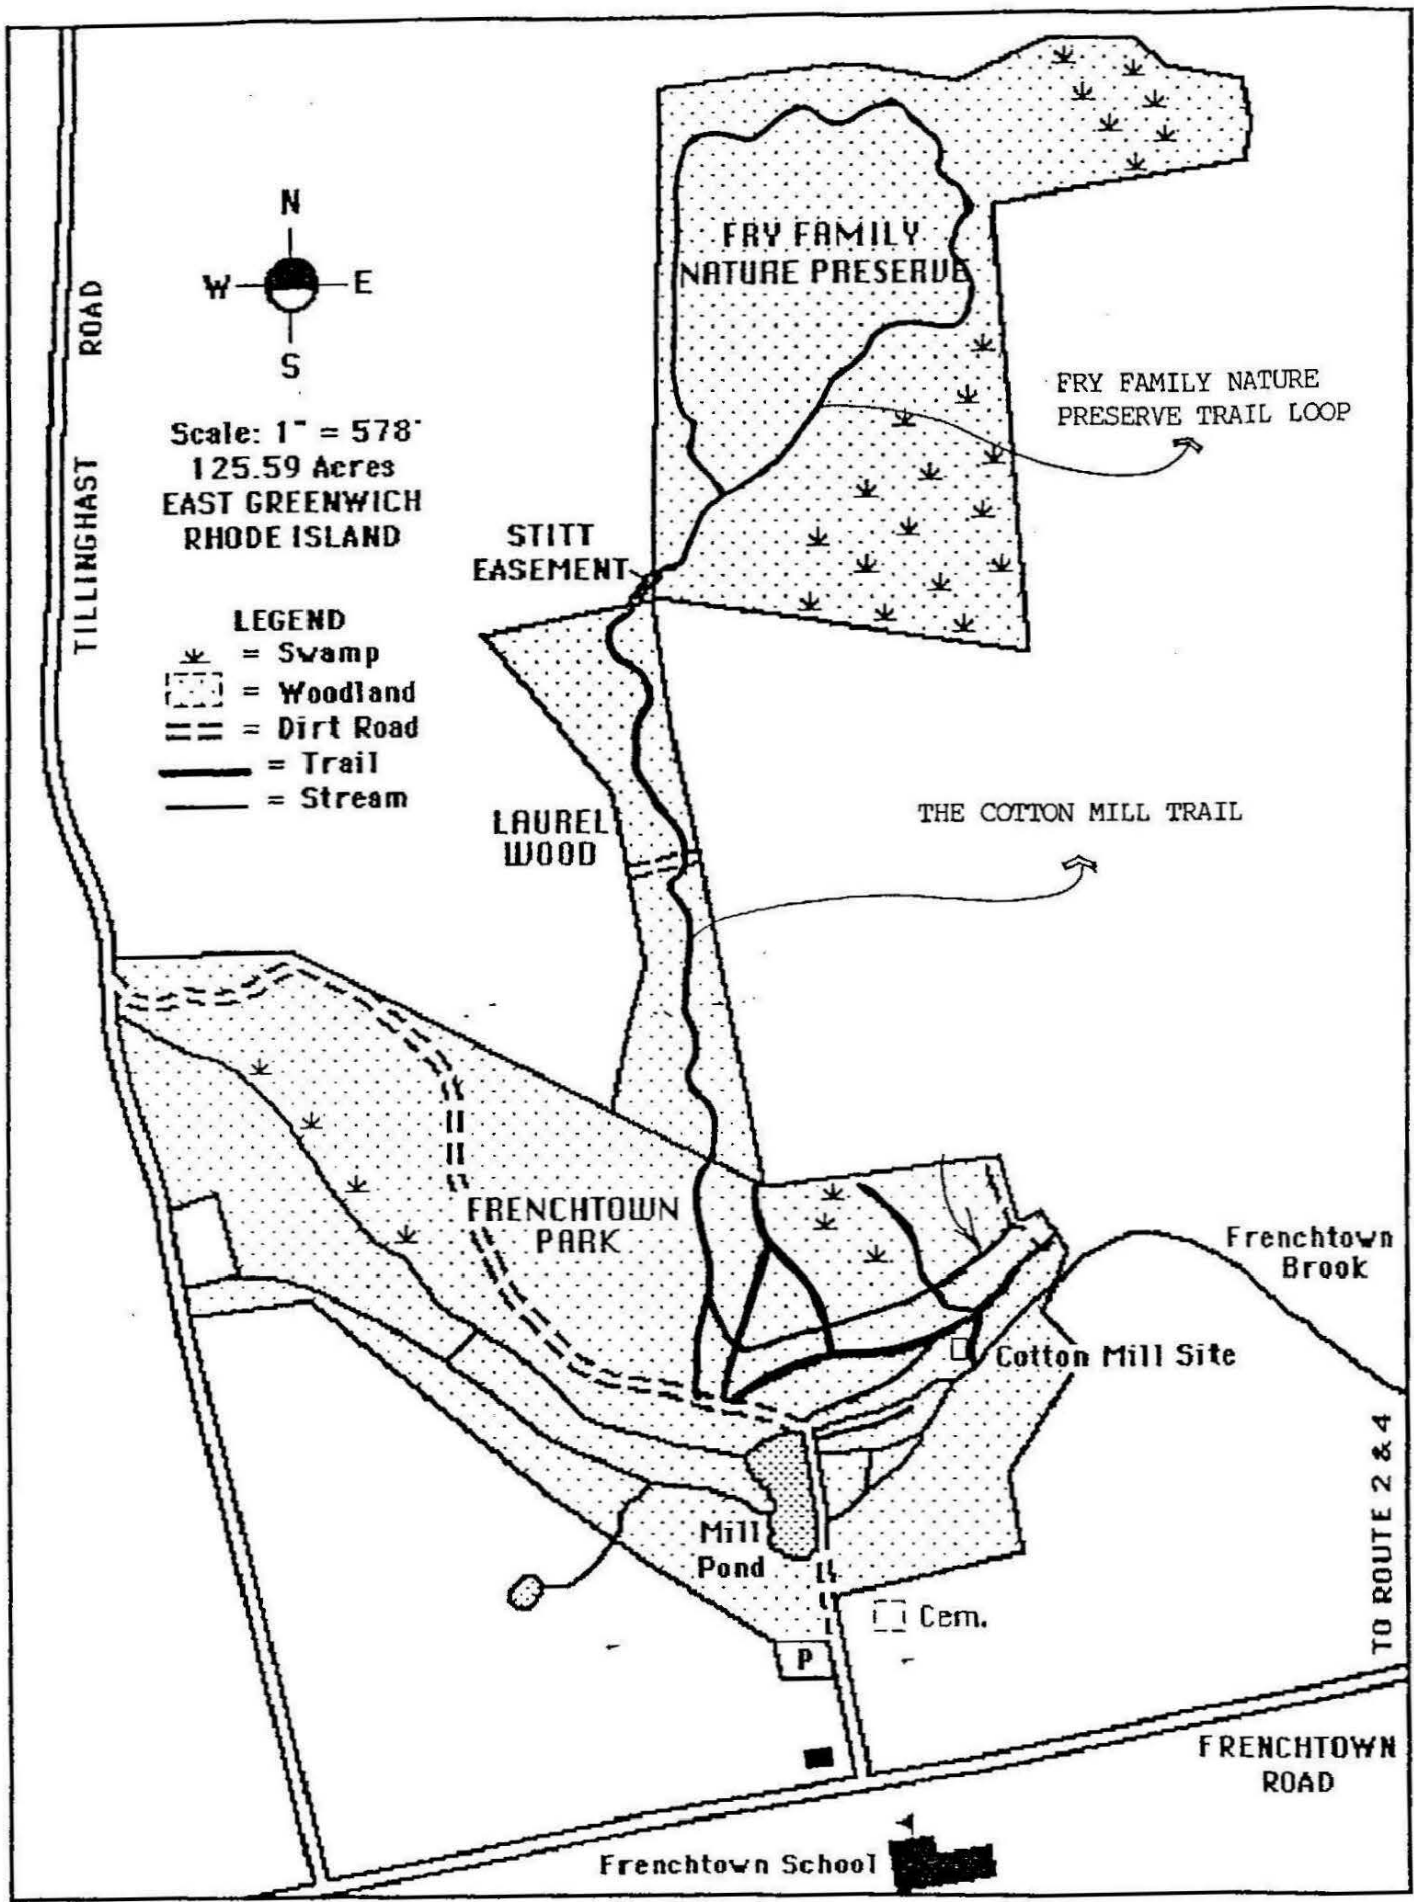 N
W E
S
ROAD
TILLINGHAST
FRY FAMILY
NATURE PRESERVE
FRY FAMILY NATURE
PRESERVE TRAIL LOOP
Scale: 1" = 578'
125.59 Acres
EAST GREENWICH
RHODE ISLAND
STITT
EASEMENT
LEGEND
= Swamp
= Woodland
= Dirt Road
= Trail
= Stream
LAUREL
WOOD
THE COTTON MILL TRAIL
FRENCHTOWN
PARK
Frenchtown
Brook
Cotton Mill Site
Mill
Pond
Cem.
P
TO ROUTE 2 & 4
FRENCHTOWN
ROAD
Frenchtown School